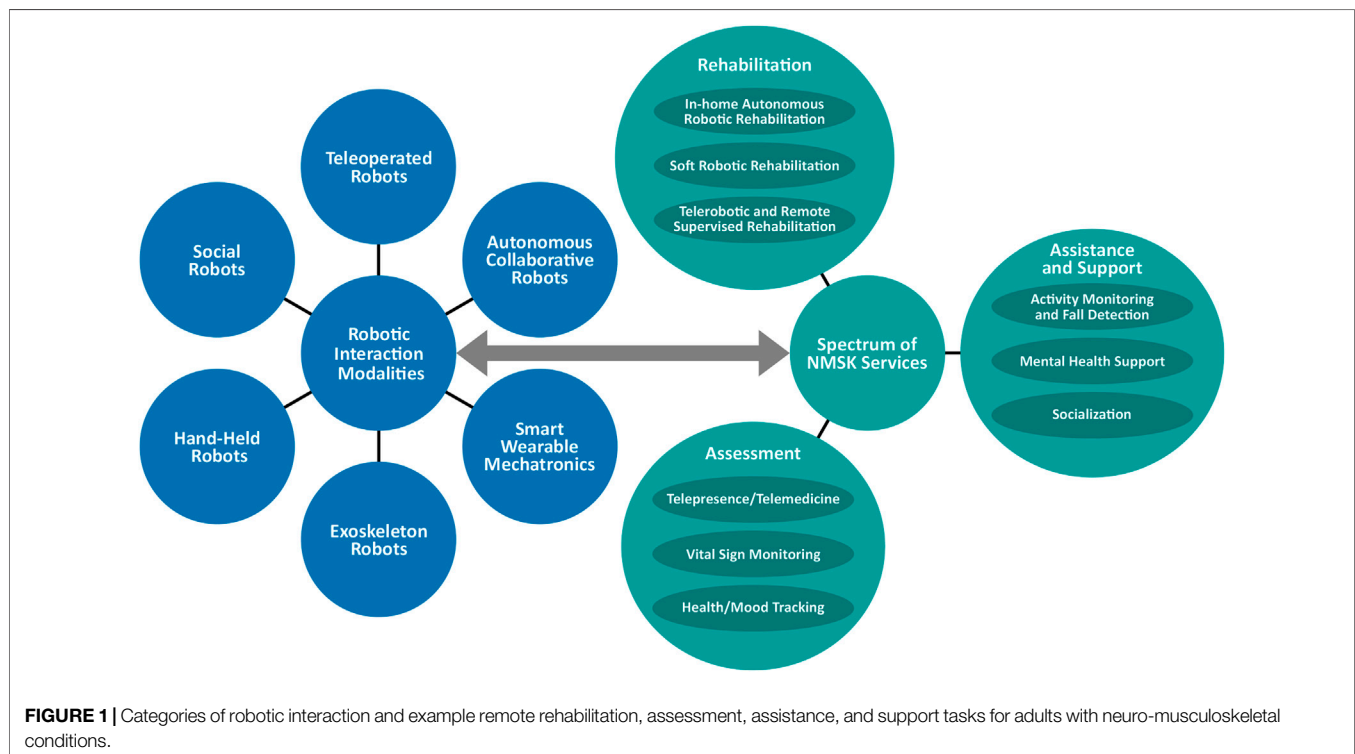 Teleoperated
Robots
Social
Robots
Autonomous
Collaborative
Robots
Robotic
Interaction
Modalities
Hand-Held
Robots
Smart
Wearable
Mechatronics
Exoskeleton
Robots
Rehabilitation
In-home Autonomous
Robotic Rehabilitation
Soft Robotic Rehabilitation
Telerobotic and Remote
Supervised Rehabilitation
Spectrum of
NMSK Services
Assistance
and Support
Activity Monitoring
and Fall Detection
Mental Health Support
Socialization
Assessment
Telepresence/Telemedicine
Vital Sign Monitoring
Health/Mood Tracking
FIGURE 1 | Categories of robotic interaction and example remote rehabilitation, assessment, assistance, and support tasks for adults with neuro-musculoskeletal
conditions.